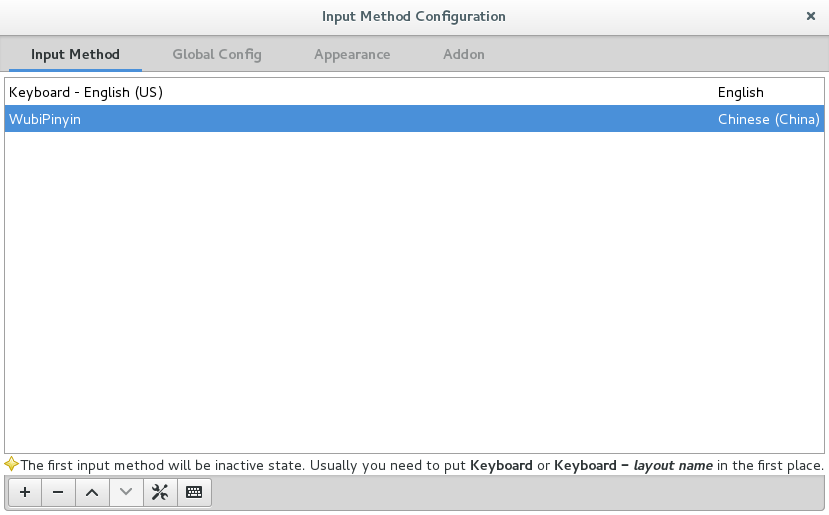 Input Method Configuration
Input Method Global Config Appearance Addon
Keyboard - English (US) English
WubiPinyin Chinese (China)
The first input method will be inactive state. Usually you need to put Keyboard or Keyboard – layout name in the first place.